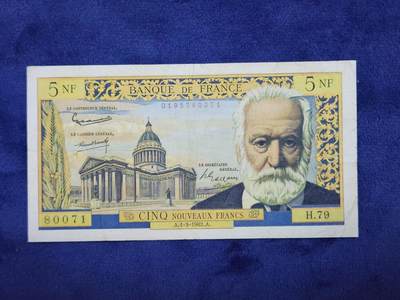 5 NF
BANQUE DE FRANCE
5 NF
0195780071
LE CONTRÔLEUR GÉNÉRAL,
LE CAISSIER GÉNÉRAL,
LE SECRÉTAIRE
GÉNÉRAL,
80071
CINQ NOUVEAUX FRANCS
H.79